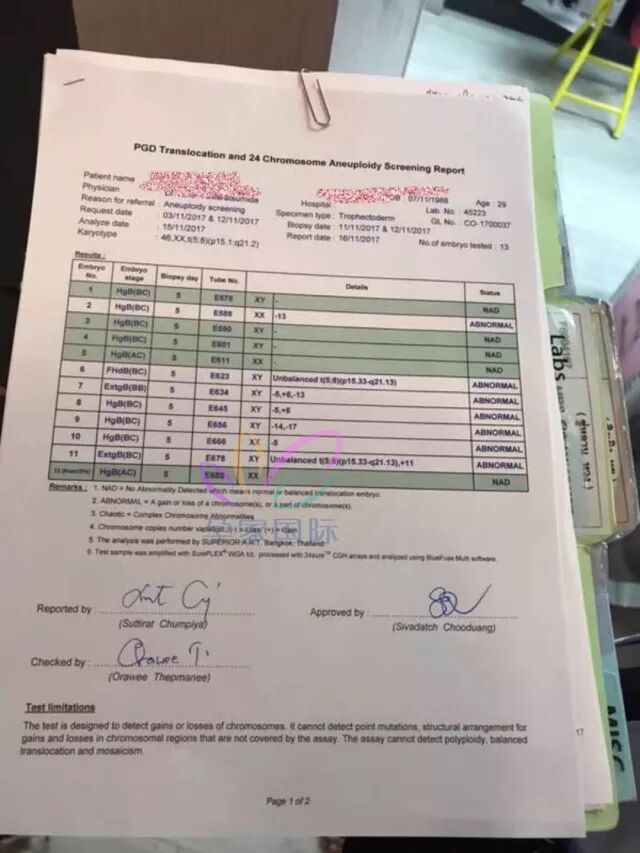 PGD Translocation and 24 Chromosome Aneuploidy Screening Report
Patient name
Physician
Hospital
07/11/1988 Age : 29
Reason for referral : Aneuploidy screening
Specimen type : Trophectoderm
Lab. No. : 45223
Request date : 03/11/2017 & 12/11/2017
Biopsy date : 11/11/2017 & 12/11/2017
GL No.: CO-1700037
Analyze date : 15/11/2017
Report date : 16/11/2017
No.of embryo tested : 13
Karyotype : 46,XX,t(5;8)(p15.1;q21.2)
Results :
Embryo No. Embryo stage Biopsy day Tube No. Details Status
1 HgB(BC) 5 E578 XY - NAD
2 HgB(BC) 5 E588 XX -13 ABNORMAL
3 HgB(BC) 5 E590 XY - NAD
4 HgB(BC) 5 E601 XY - NAD
5 HgB(AC) 5 E611 XX - NAD
6 FHdB(BC) 5 E623 XY Unbalanced t(5;8)(p15.33-q21.13) ABNORMAL
7 ExtgB(BB) 5 E634 XY -5,+8,-13 ABNORMAL
8 HgB(BC) 5 E645 XY -5,+8 ABNORMAL
9 HgB(BC) 5 E656 XY -14,-17 ABNORMAL
10 HgB(BC) 5 E666 XX -5 ABNORMAL
11 ExtgB(BC) 5 E678 XY Unbalanced t(5;8)(p15.33-q21.13),+11 ABNORMAL
HgB(AC) 5 XX NAD
Remarks : 1. NAD = No Abnormality Detected which means normal or balanced translocation embryo
2. ABNORMAL = A gain or loss of a chromosome(s), or a part of chromosome(s).
3. Chaotic = Complex Chromosome Abnormalities
4. Chromosome copies number variation, (-) = Loss, (+) = Gain
5. The analysis was performed by SUPERIOR A.R.T. Bangkok, Thailand.
6. Test sample was amplified with SurePLEX® WGA kit, processed with 24sure™ CGH arrays and analyzed using BlueFuse Multi software.
家国际
Reported by :
(Suttirat Chumpiya)
Approved by :
(Sivadatch Chooduang)
Checked by : Orawee T.
(Orawee Thepmanee)
Test limitations
The test is designed to detect gains or losses of chromosomes. It cannot detect point mutations, structural arrangement for
gains and losses in chromosomal regions that are not covered by the assay. The assay cannot detect polyploidy, balanced
translocation and mosaicism.
Page 1 of 2
Labs
MISC
17